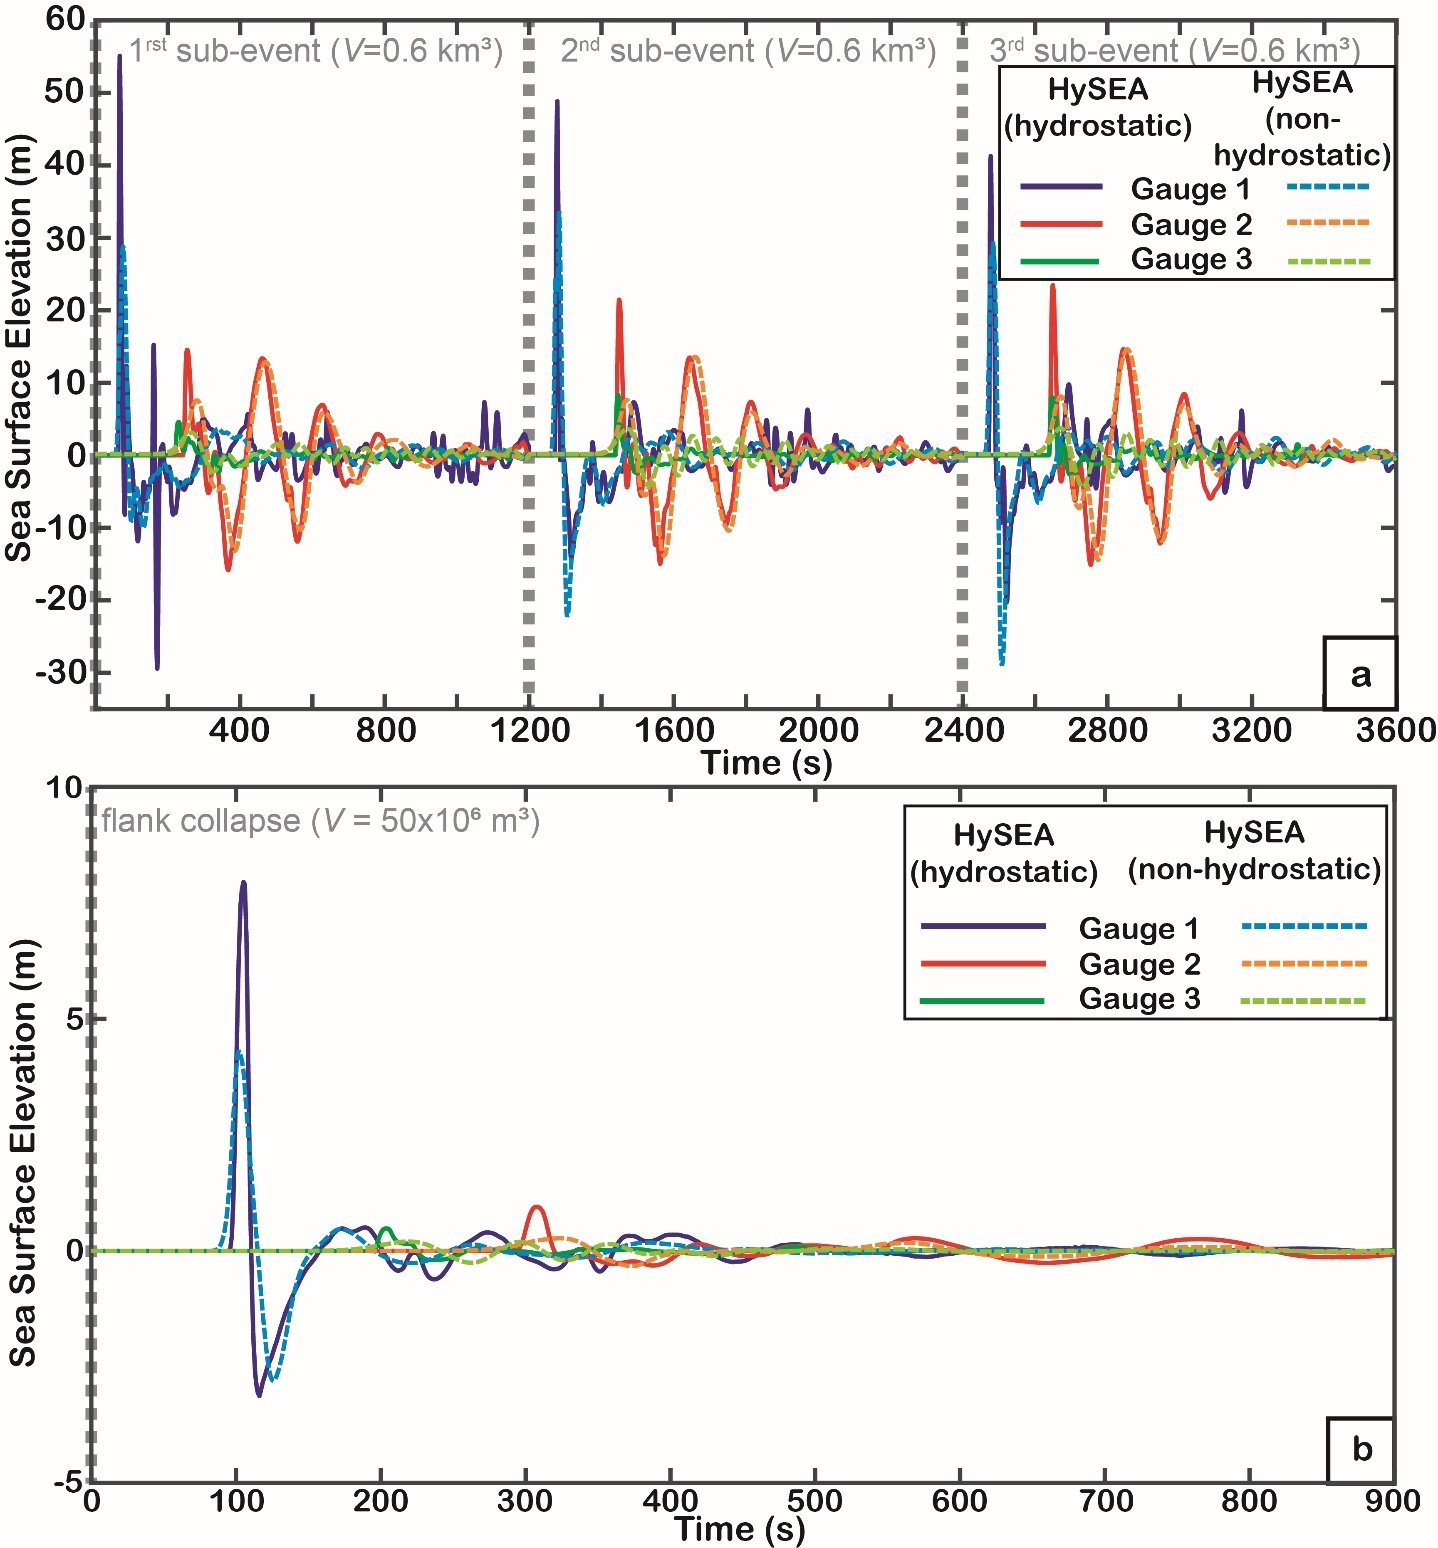 60
1rst sub-event (V=0.6 km³)
2nd sub-event (V=0.6 km³)
3rd sub-event (V=0.6 km³)
HySEA
(hydrostatic)
HySEA
(non-
hydrostatic)
Gauge 1
Gauge 2
Gauge 3
50
40
30
20
10
0
-10
-20
-30
Sea Surface Elevation (m)
a
400
800
1200
1600
2000
2400
2800
3200
3600
Time (s)
10
flank collapse (V = 50x10⁶ m³)
HySEA
(hydrostatic)
HySEA
(non-hydrostatic)
Gauge 1
Gauge 2
Gauge 3
5
0
-5
Sea Surface Elevation (m)
b
0
100
200
300
400
500
600
700
800
900
Time (s)